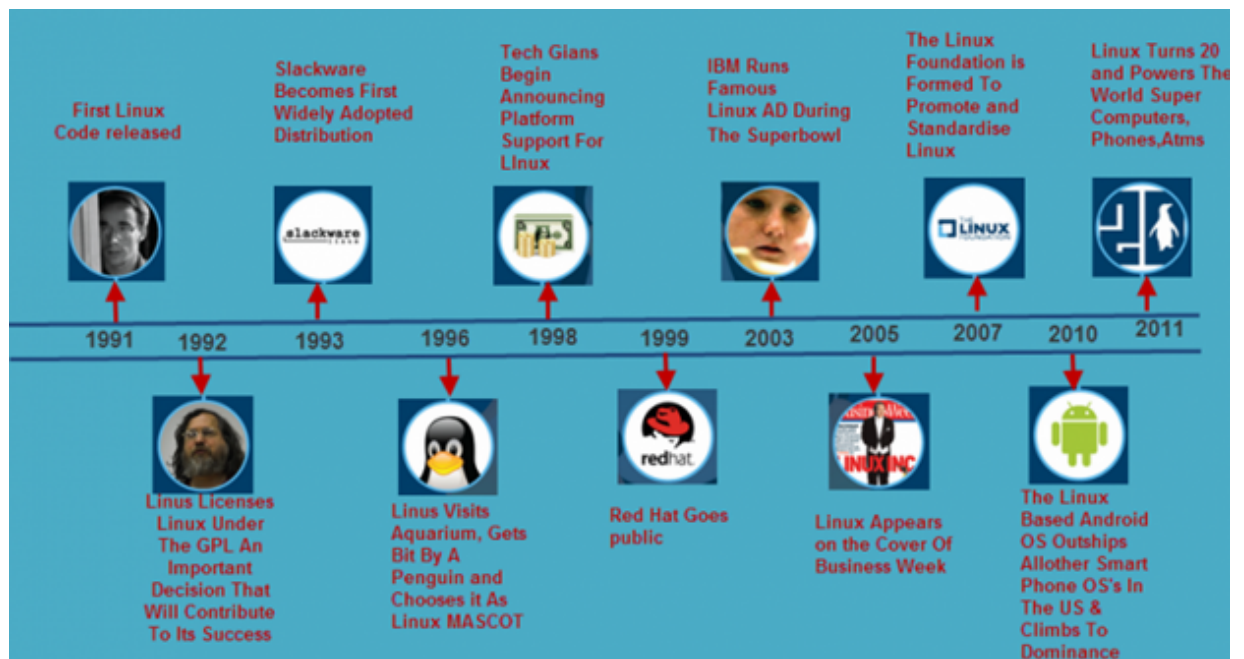 First Linux
Code released
Slackware
Becomes First
Widely Adopted
Distribution
Tech Gians
Begin
Announcing
Platform
Support For
LInux
IBM Runs
Famous
Linux AD During
The Superbowl
The Linux
Foundation is
Formed To
Promote and
Standardise
Linux
Linux Turns 20
and Powers The
World Super
Computers,
Phones,Atms
slackware
LINUX
THE
LINUX
FOUNDATION
1991
1992
1993
1996
1998
1999
2003
2005
2007
2010
2011
redhat.
INUX INC
Linus Licenses
Linux Under
The GPL An
Important
Decision That
Will Contribute
To Its Success
Linus Visits
Aquarium, Gets
Bit By A
Penguin and
Chooses it As
Linux MASCOT
Red Hat Goes
public
Linux Appears
on the Cover Of
Business Week
The Linux
Based Android
OS Outships
Allother Smart
Phone OS's In
The US &
Climbs To
Dominance